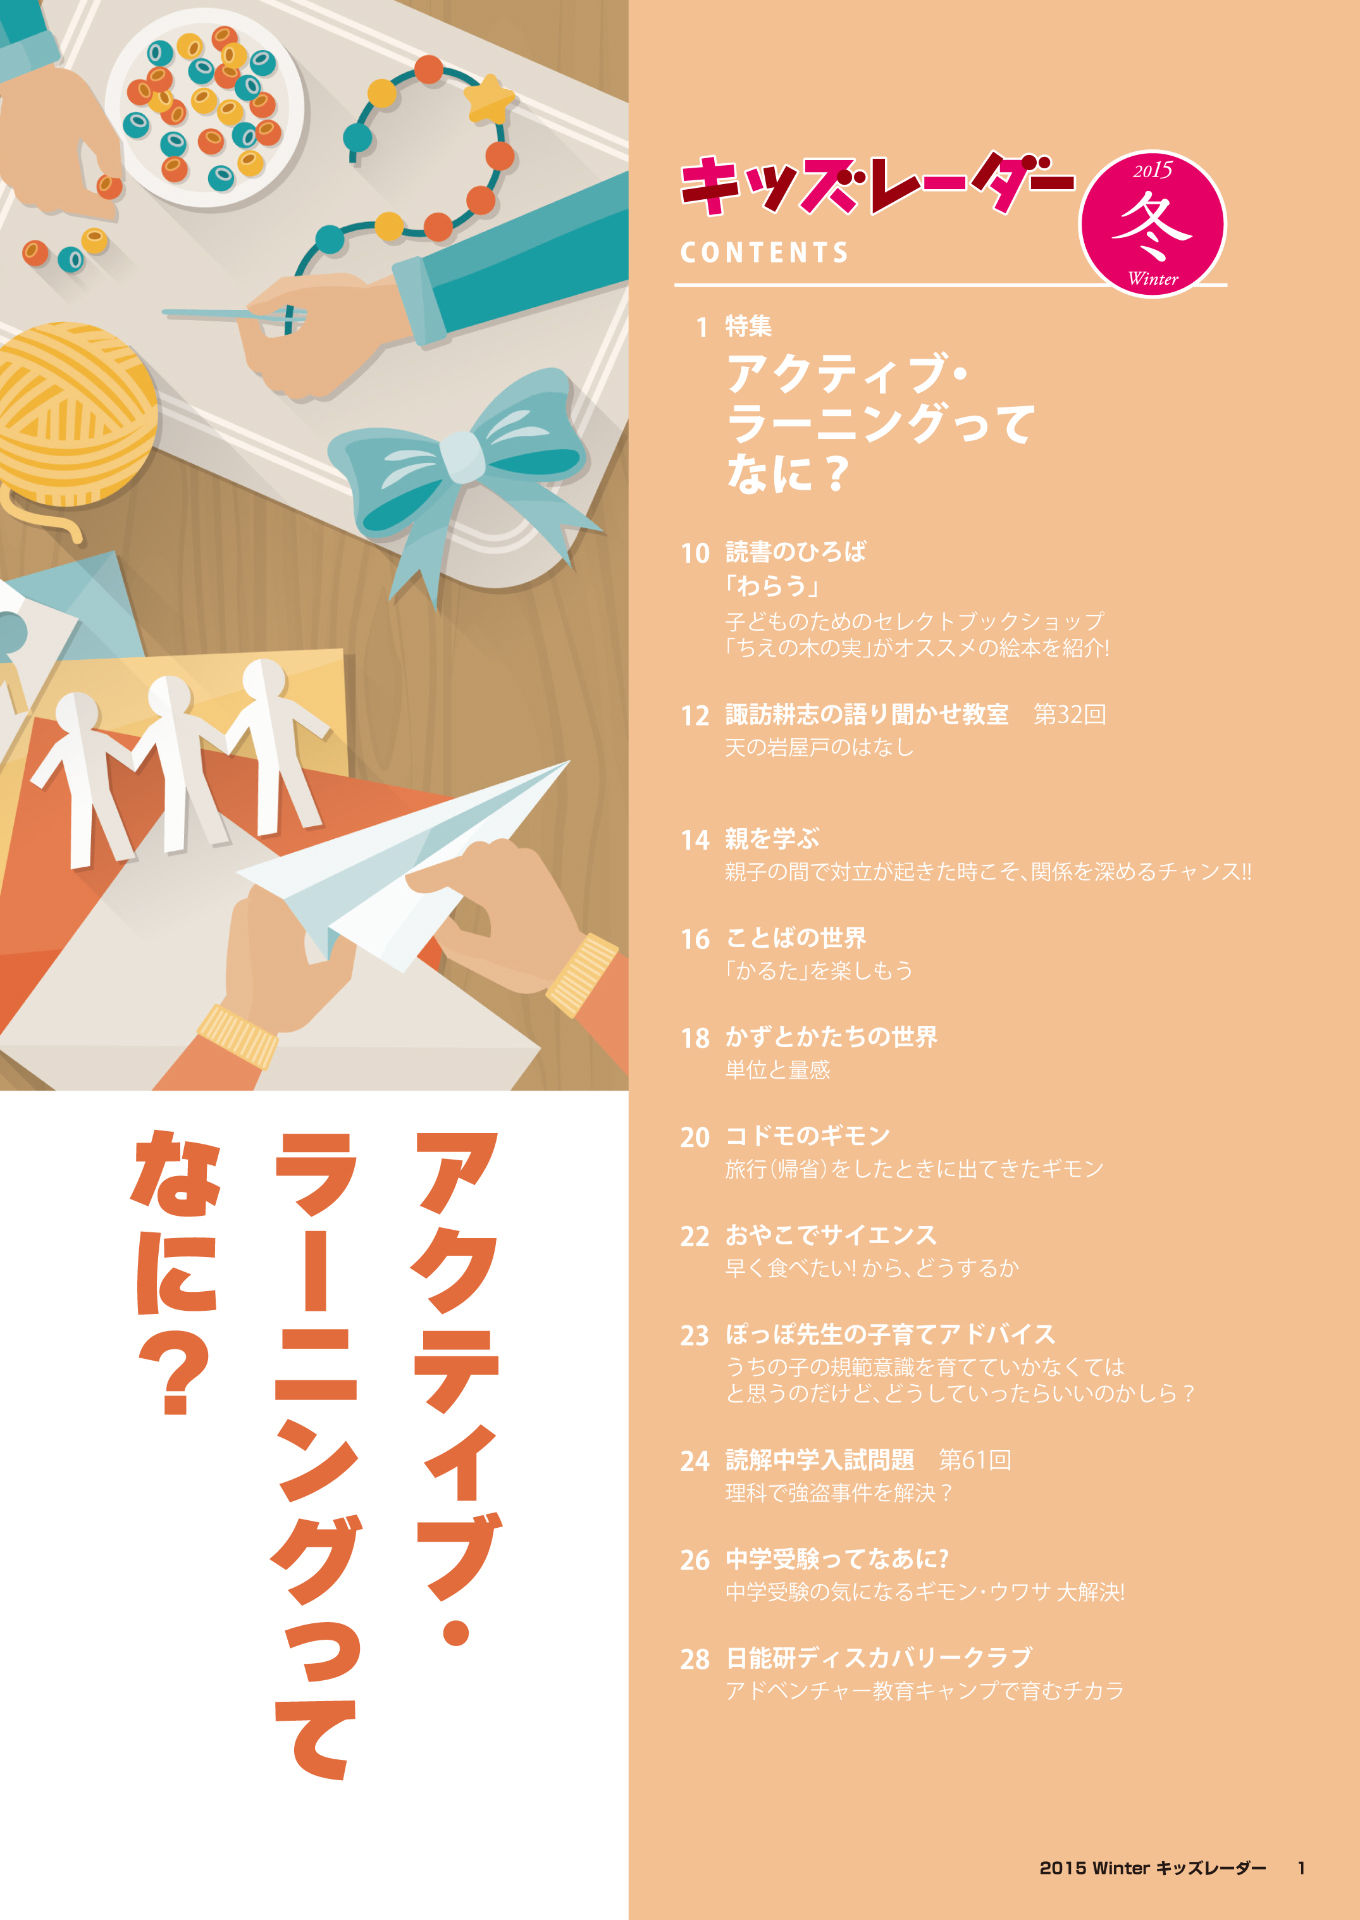 アクティブ・
ラーニングって
なに？
キッズレーダー
2015
冬
Winter
CONTENTS
1 特集
アクティブ・
ラーニングって
なに？
10 読書のひろば
「わらう」
子どものためのセレクトブックショップ
「ちえの木の実」がオススメの絵本を紹介!
12 諏訪耕志の語り聞かせ教室　第32回
天の岩屋戸のはなし
14 親を学ぶ
親子の間で対立が起きた時こそ、関係を深めるチャンス!!
16 ことばの世界
「かるた」を楽しもう
18 かずとかたちの世界
単位と量感
20 コドモのギモン
旅行（帰省）をしたときに出てきたギモン
22 おやこでサイエンス
早く食べたい! から、どうするか
23 ぽっぽ先生の子育てアドバイス
うちの子の規範意識を育てていかなくては
と思うのだけど、どうしていったらいいのかしら？
24 読解中学入試問題　第61回
理科で強盗事件を解決？
26 中学受験ってなあに?
中学受験の気になるギモン・ウワサ 大解決!
28 日能研ディスカバリークラブ
アドベンチャー教育キャンプで育むチカラ
2015 Winter キッズレーダー 1